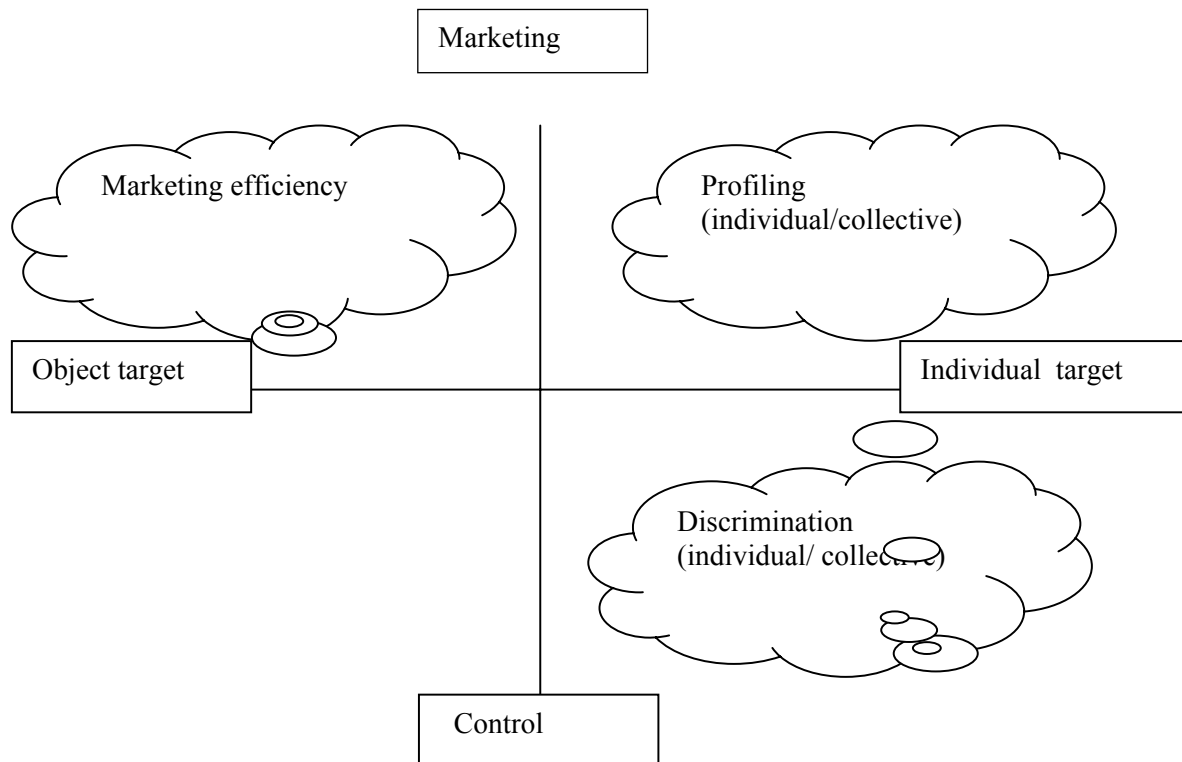 Marketing
Marketing efficiency
Profiling
(individual/collective)
Object target
Individual target
Discrimination
(individual/ collective)
Control